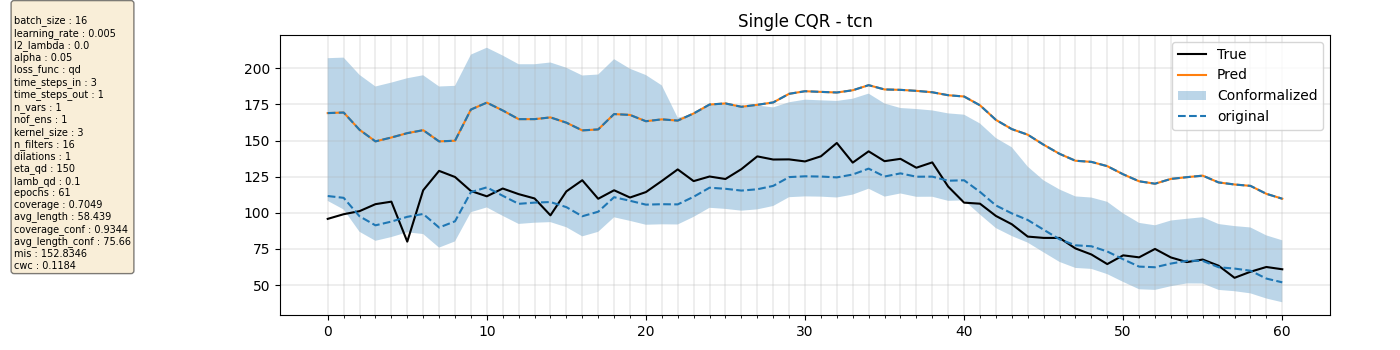 batch_size : 16
learning_rate : 0.005
l2_lambda : 0.0
alpha : 0.05
loss_func : qd
time_steps_in : 3
time_steps_out : 1
n_vars : 1
nof_ens : 1
kernel_size : 3
n_filters : 16
dilations : 1
eta_qd : 150
lamb_qd : 0.1
epochs : 61
coverage : 0.7049
avg_length : 58.439
coverage_conf : 0.9344
avg_length_conf : 75.66
mis : 152.8346
cwc : 0.1184
Single CQR - tcn
200
175
150
125
100
75
50
0 10 20 30 40 50 60
True
Pred
Conformalized
original